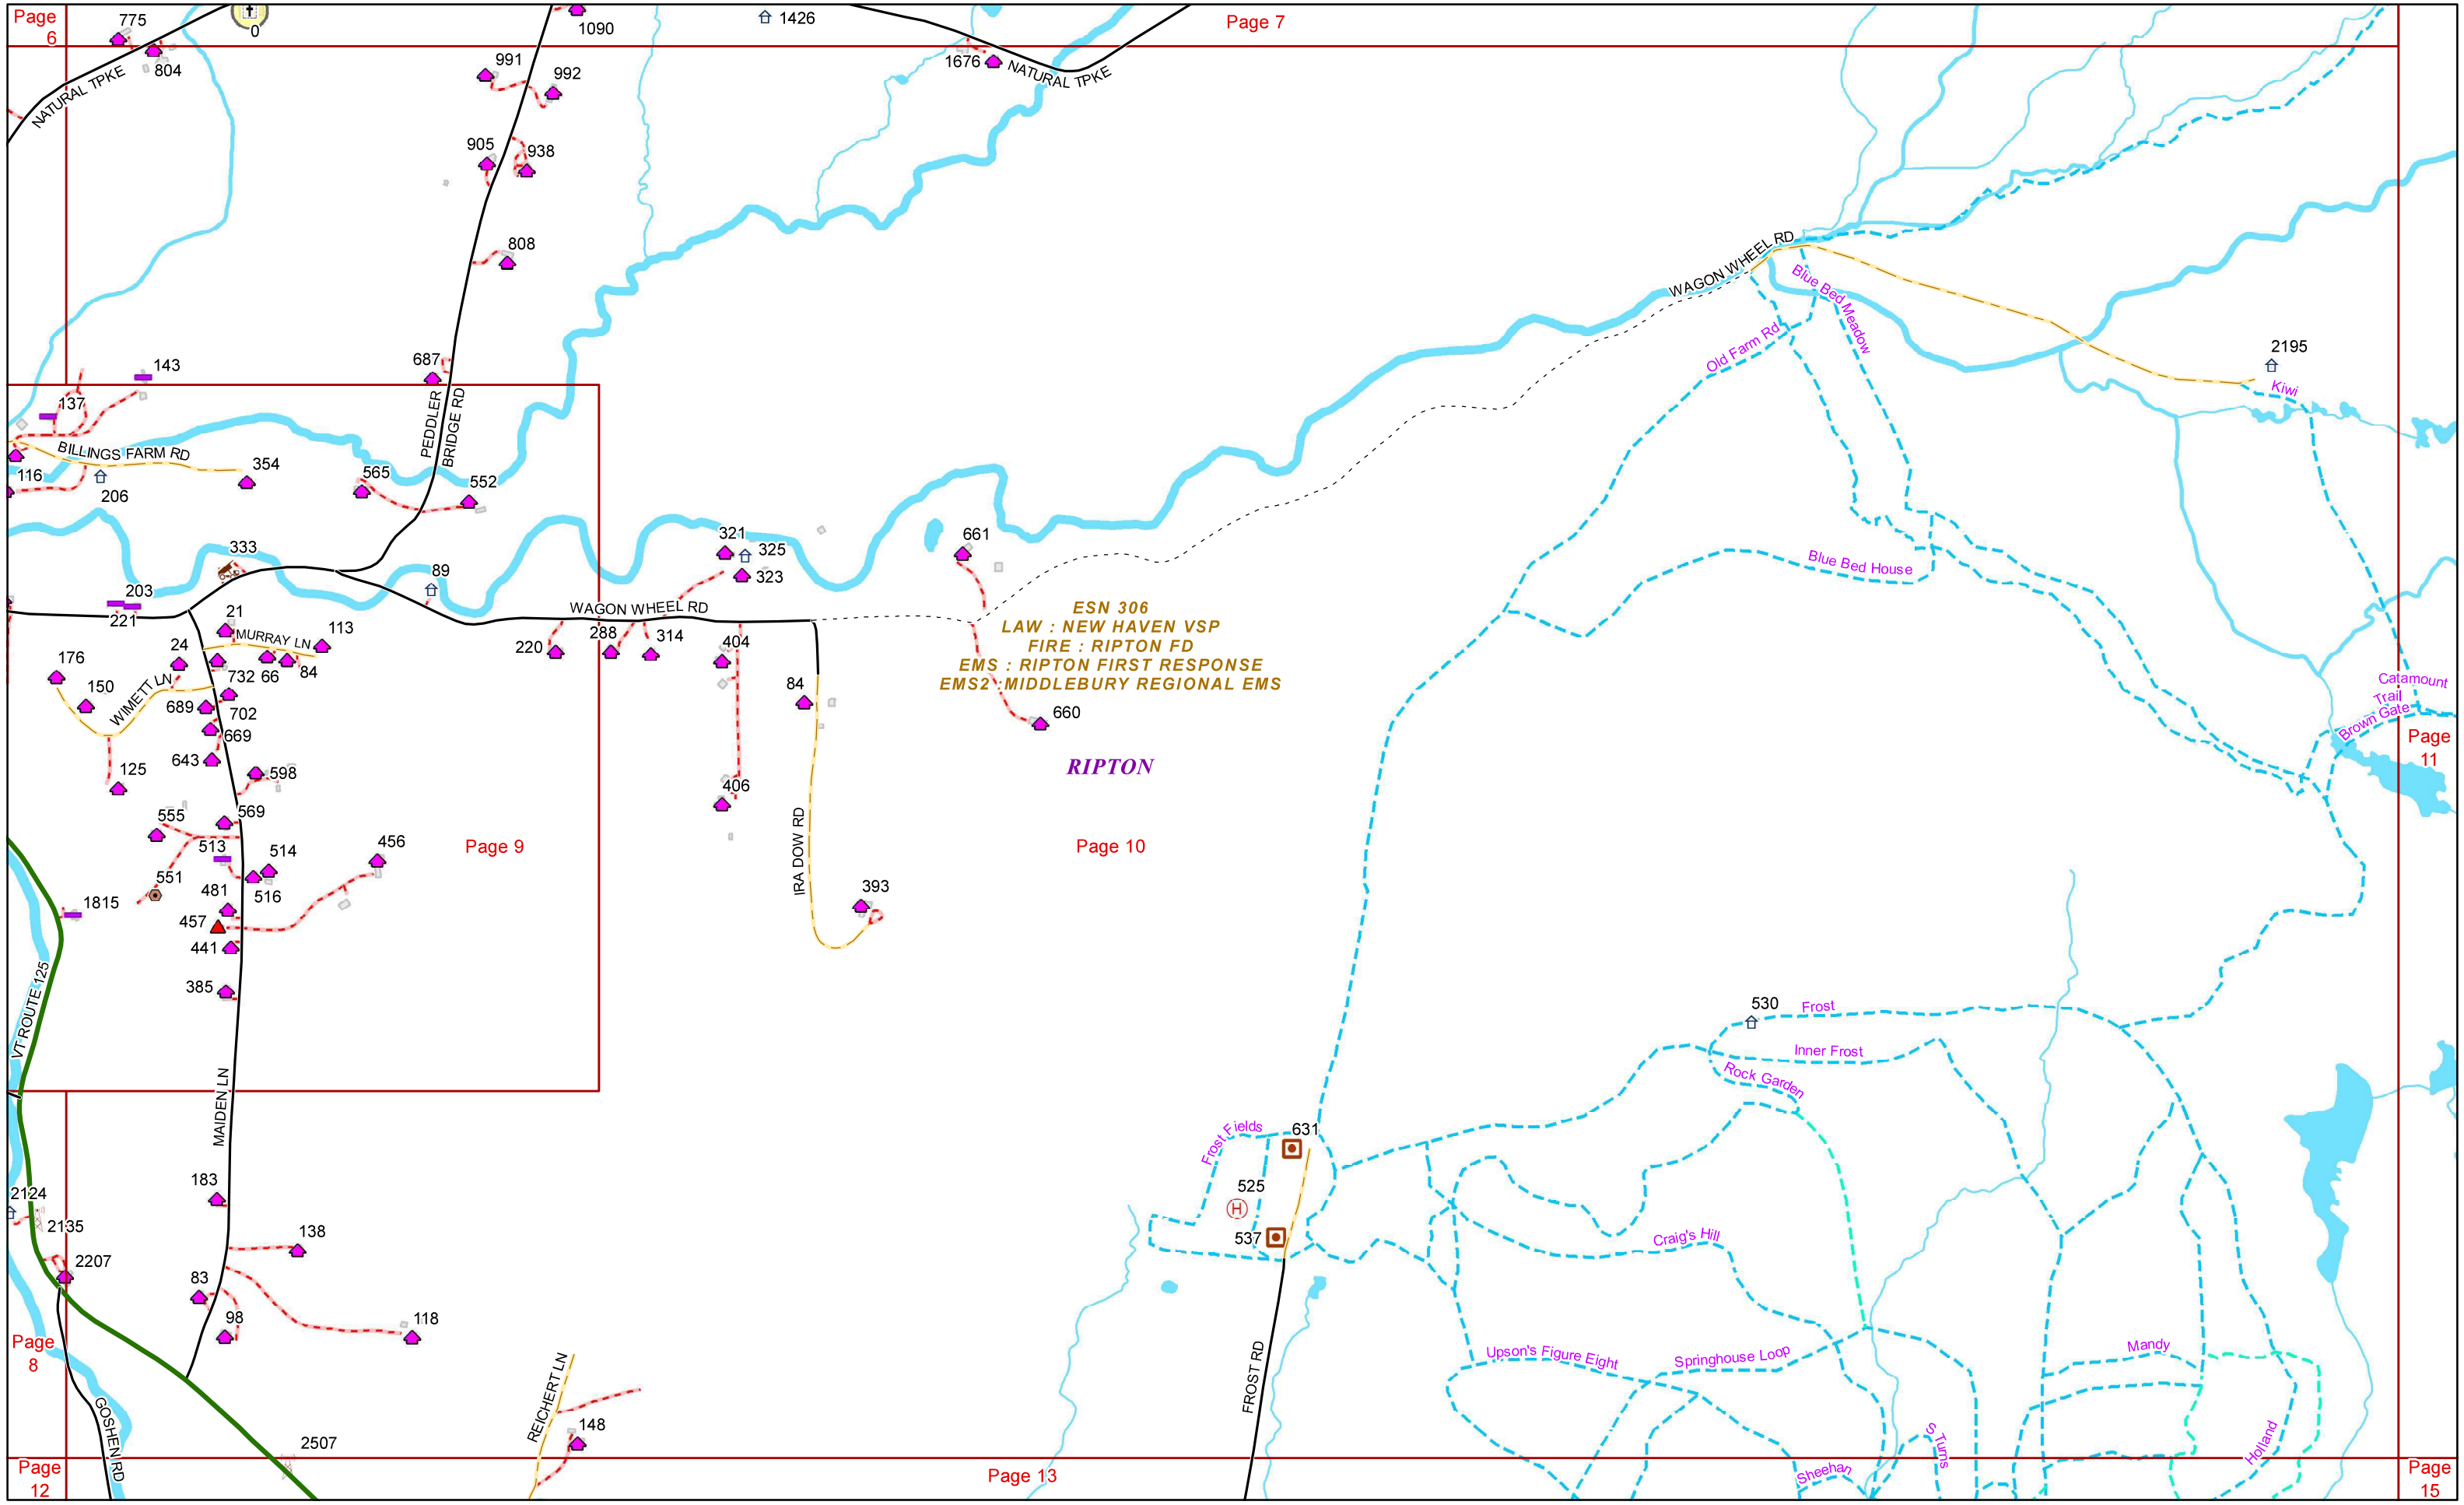 Page
6
775
804
0
NATURAL TPKE
1090
1426
Page 7
991
992
1676
NATURAL TPKE
905
938
808
WAGON WHEEL RD
Blue Bed Meadow
Old Farm Rd
2195
Kiwi
687
143
137
PEDDLER
BRIDGE RD
BILLINGS FARM RD
354
116
206
565
552
333
321
325
323
661
89
203
221
21
MURRAY LN
113
24
WAGON WHEEL RD
220
288
314
404
Blue Bed House
ESN 306
LAW : NEW HAVEN VSP
FIRE : RIPTON FD
EMS : RIPTON FIRST RESPONSE
EMS2 : MIDDLEBURY REGIONAL EMS
176
150
WIMETT LN
732
66
84
689
702
669
643
125
598
84
660
RIPTON
406
Catamount
Trail
Brown Gate
Page
11
555
569
513
514
456
551
481
516
Page 9
IRA DOW RD
Page 10
393
1815
457
441
385
VT ROUTE 125
530
Frost
Inner Frost
Rock Garden
MAIDEN LN
Frost Fields
631
525
H
537
183
2124
2135
138
2207
83
98
118
Craig's Hill
Page
8
GOSHEN RD
REICHERT LN
148
FROST RD
Upson's Figure Eight
Springhouse Loop
Mandy
S Turns
Holland
Sheehan
2507
Page
12
Page 13
Page
15